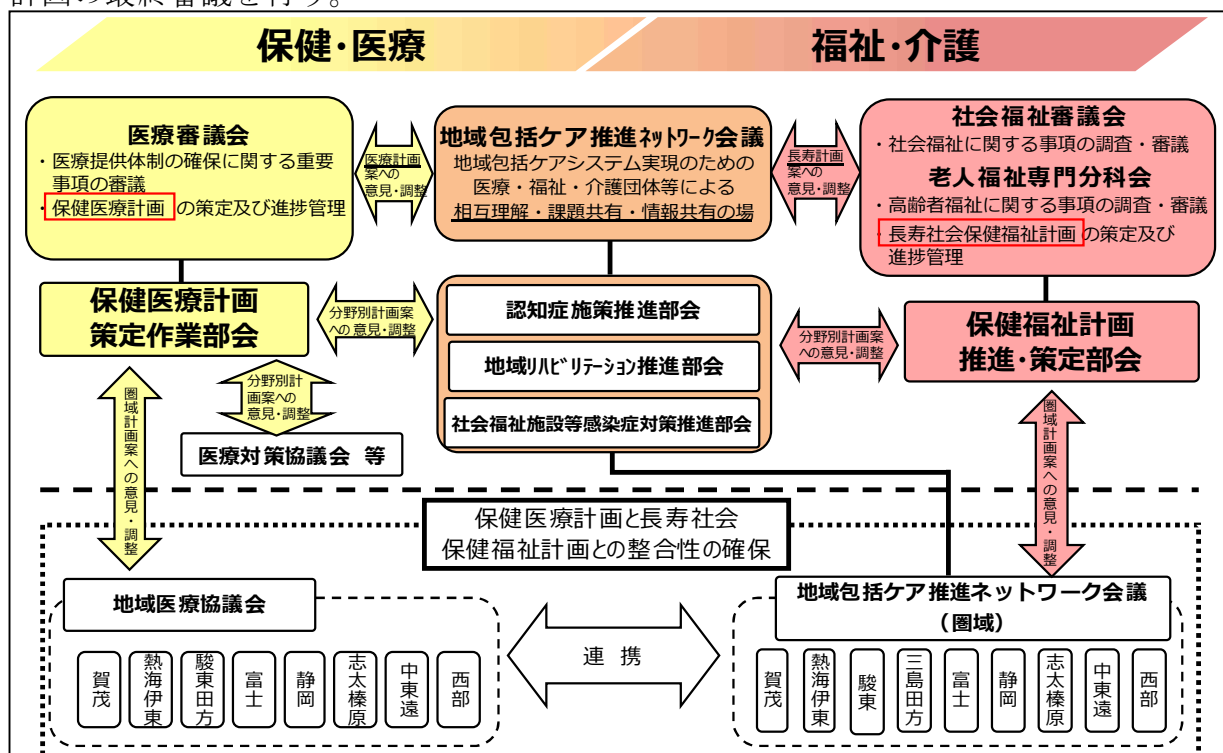 計画の最終審議を行う。
保健・医療
福祉・介護
医療審議会
・医療提供体制の確保に関する重要
事項の審議
・保健医療計画 の策定及び進捗管理
医療計画
案への
意見・調整
地域包括ケア推進ﾈｯﾄﾜｰｸ会議
地域包括ケアシステム実現のための
医療・福祉・介護団体等による
相互理解・課題共有・情報共有の場
長寿計画
案への
意見・調整
社会福祉審議会
・社会福祉に関する事項の調査・審議
老人福祉専門分科会
・高齢者福祉に関する事項の調査・審議
・長寿社会保健福祉計画 の策定及び
進捗管理
保健医療計画
策定作業部会
分野別計画案
への意見・調整
認知症施策推進部会
地域ﾘﾊﾋﾞﾘﾃｰｼｮﾝ推進部会
社会福祉施設等感染症対策推進部会
分野別計画案
への意見・調整
保健福祉計画
推進・策定部会
圏域計画案への意見・調整
分野別計
画案への
意見・調整
医療対策協議会 等
圏域計画案への意見・調整
保健医療計画と長寿社会
保健福祉計画との整合性の確保
地域医療協議会
賀茂
熱海伊東
駿東田方
富士
静岡
志太榛原
中東遠
西部
連 携
地域包括ケア推進ネットワーク会議
（圏域）
賀茂
熱海伊東
駿東
三島田方
富士
静岡
志太榛原
中東遠
西部